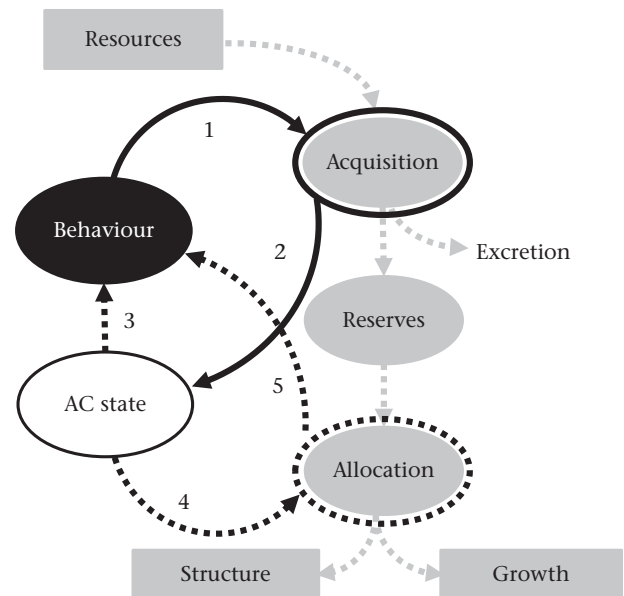 Resources
1
Acquisition
Behaviour
2
Excretion
3
Reserves
AC state
5
Allocation
4
Structure
Growth